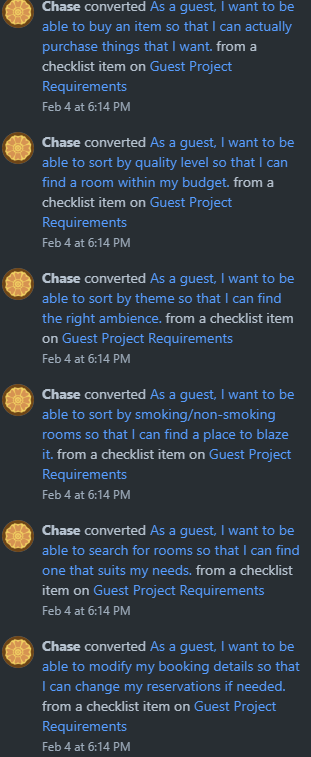 Chase converted As a guest, I want to be
able to buy an item so that I can actually
purchase things that I want. from a
checklist item on Guest Project
Requirements
Feb 4 at 6:14 PM
Chase converted As a guest, I want to be
able to sort by quality level so that I can
find a room within my budget. from a
checklist item on Guest Project
Requirements
Feb 4 at 6:14 PM
Chase converted As a guest, I want to be
able to sort by theme so that I can find
the right ambience. from a checklist item
on Guest Project Requirements
Feb 4 at 6:14 PM
Chase converted As a guest, I want to be
able to sort by smoking/non-smoking
rooms so that I can find a place to blaze
it. from a checklist item on Guest Project
Requirements
Feb 4 at 6:14 PM
Chase converted As a guest, I want to be
able to search for rooms so that I can find
one that suits my needs. from a checklist
item on Guest Project Requirements
Feb 4 at 6:14 PM
Chase converted As a guest, I want to be
able to modify my booking details so that
I can change my reservations if needed.
from a checklist item on Guest Project
Requirements
Feb 4 at 6:14 PM